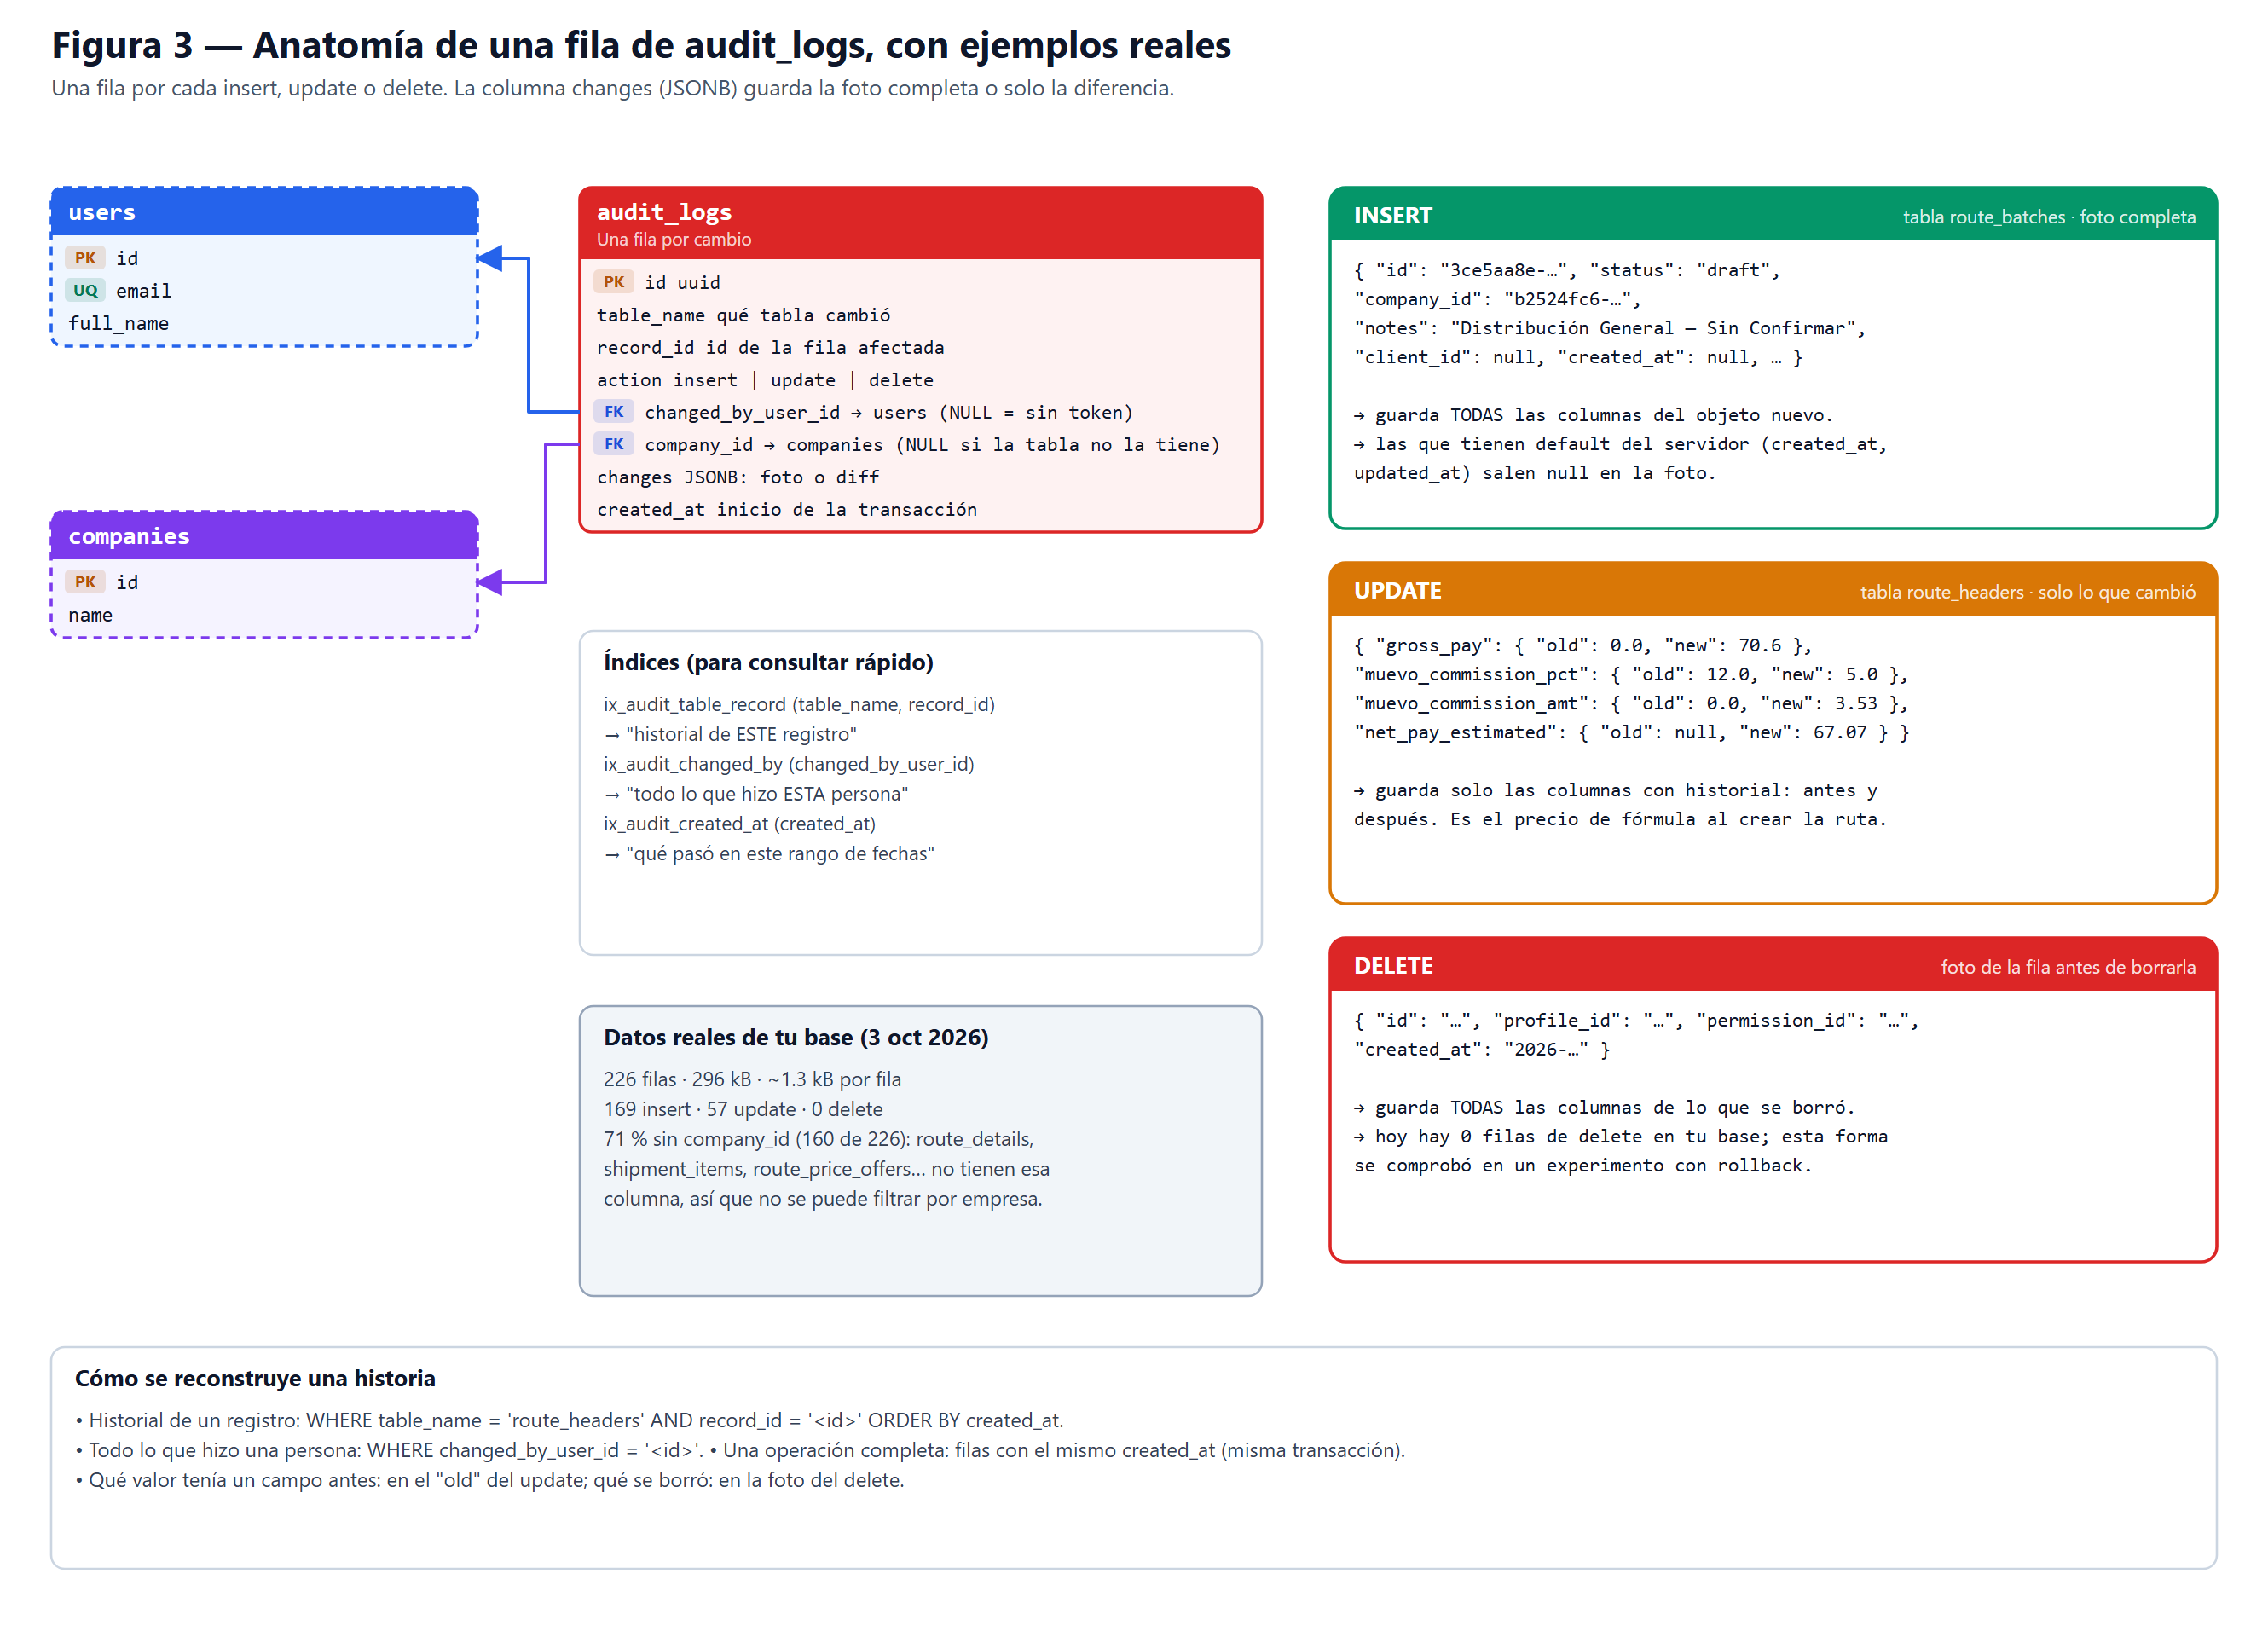 Figura 3 — Anatomía de una fila de audit_logs, con ejemplos reales
Una fila por cada insert, update o delete. La columna changes (JSONB) guarda la foto completa o solo la diferencia.
users
PK id
UQ email
full_name
companies
PK id
name
audit_logs
Una fila por cambio
PK id uuid
table_name qué tabla cambió
record_id id de la fila afectada
action insert | update | delete
FK changed_by_user_id → users (NULL = sin token)
FK company_id → companies (NULL si la tabla no la tiene)
changes JSONB: foto o diff
created_at inicio de la transacción
Índices (para consultar rápido)
ix_audit_table_record (table_name, record_id)
→ "historial de ESTE registro"
ix_audit_changed_by (changed_by_user_id)
→ "todo lo que hizo ESTA persona"
ix_audit_created_at (created_at)
→ "qué pasó en este rango de fechas"
Datos reales de tu base (3 oct 2026)
226 filas · 296 kB · ~1.3 kB por fila
169 insert · 57 update · 0 delete
71 % sin company_id (160 de 226): route_details,
shipment_items, route_price_offers... no tienen esa
columna, así que no se puede filtrar por empresa.
INSERT tabla route_batches · foto completa
{ "id": "3ce5aa8e-…", "status": "draft",
"company_id": "b2524fc6-…",
"notes": "Distribución General — Sin Confirmar",
"client_id": null, "created_at": null, … }
→ guarda TODAS las columnas del objeto nuevo.
→ las que tienen default del servidor (created_at,
updated_at) salen null en la foto.
UPDATE tabla route_headers · solo lo que cambió
{ "gross_pay": { "old": 0.0, "new": 70.6 },
"muevo_commission_pct": { "old": 12.0, "new": 5.0 },
"muevo_commission_amt": { "old": 0.0, "new": 3.53 },
"net_pay_estimated": { "old": null, "new": 67.07 } }
→ guarda solo las columnas con historial: antes y
después. Es el precio de fórmula al crear la ruta.
DELETE foto de la fila antes de borrarla
{ "id": "…", "profile_id": "…", "permission_id": "…",
"created_at": "2026-…" }
→ guarda TODAS las columnas de lo que se borró.
→ hoy hay 0 filas de delete en tu base; esta forma
se comprobó en un experimento con rollback.
Cómo se reconstruye una historia
• Historial de un registro: WHERE table_name = 'route_headers' AND record_id = '<id>' ORDER BY created_at.
• Todo lo que hizo una persona: WHERE changed_by_user_id = '<id>'. • Una operación completa: filas con el mismo created_at (misma transacción).
• Qué valor tenía un campo antes: en el "old" del update; qué se borró: en la foto del delete.